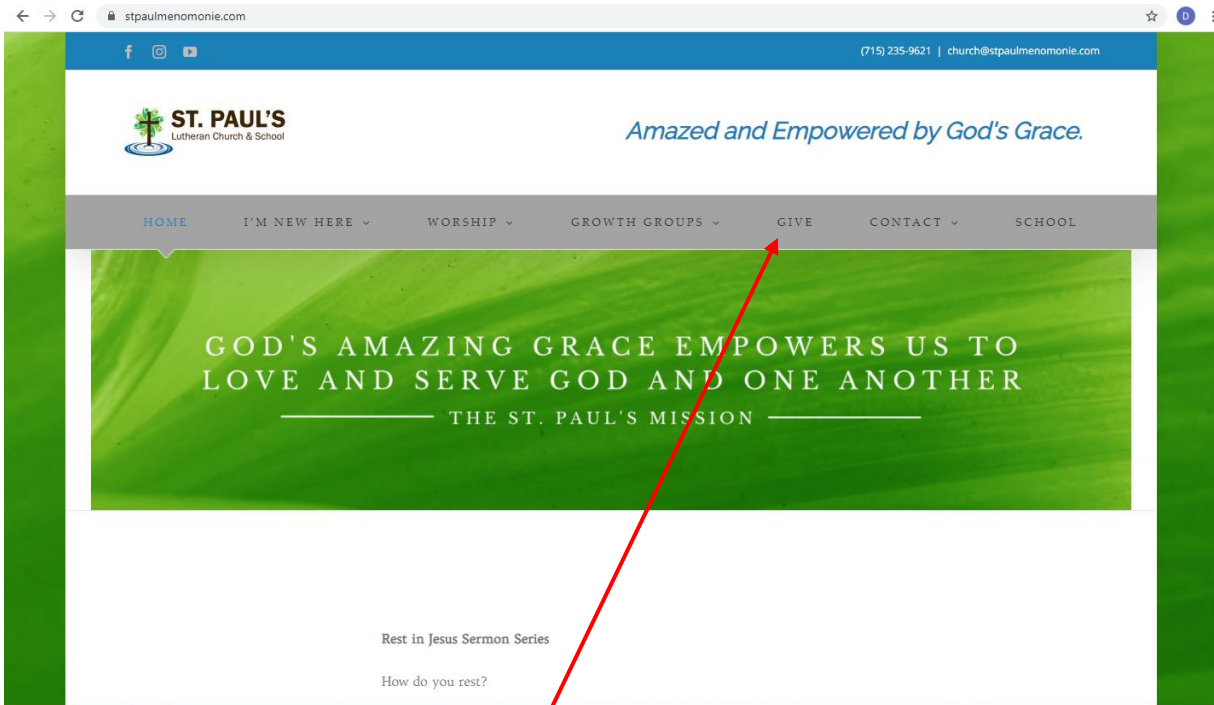 stpaulmenomonie.com
D
(715) 235-9621 | church@stpaulmenomonie.com
ST. PAUL'S
Lutheran Church & School
Amazed and Empowered by God's Grace.
HOME I'M NEW HERE WORSHIP GROWTH GROUPS GIVE CONTACT SCHOOL
GOD'S AMAZING GRACE EMPOWERS US TO
LOVE AND SERVE GOD AND ONE ANOTHER
THE ST. PAUL'S MISSION
Rest in Jesus Sermon Series
How do you rest?